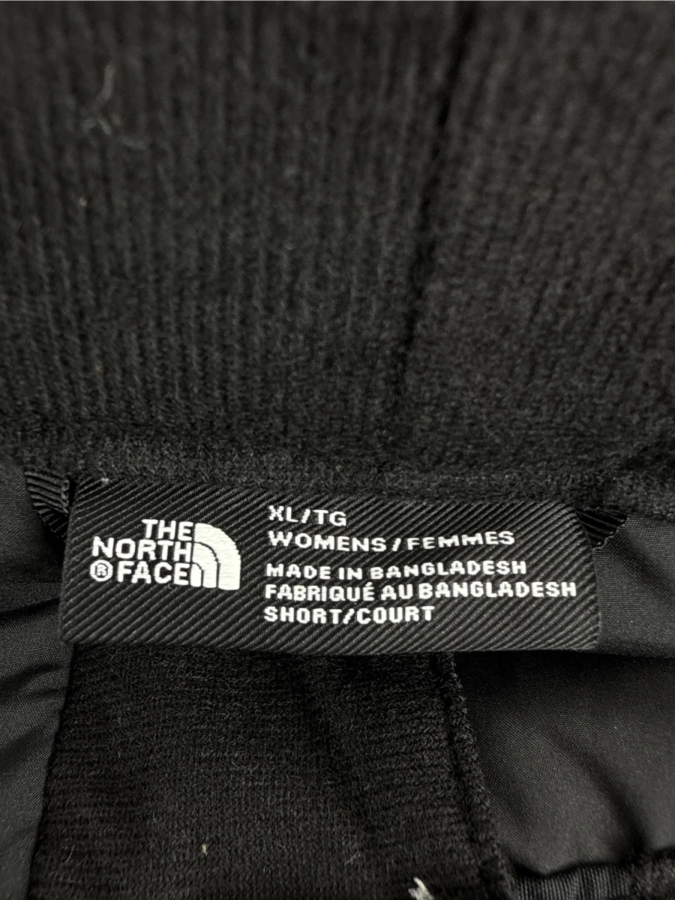 THE
NORTH
® FACE
XL/TG
WOMENS/FEMMES
MADE IN BANGLADESH
FABRIQUÉ AU BANGLADESH
SHORT/COURT